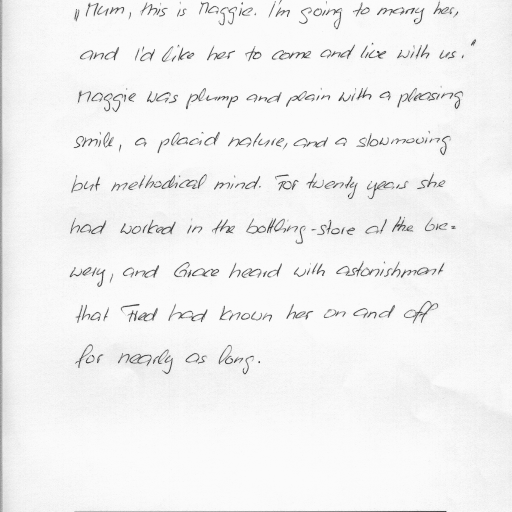 „Mum, this is Maggie. I'm going to marry her,
and I'd like her to come and live with us."
Maggie was plump and plain with a pleasing
smile, a placid nature, and a slowmoving
but methodical mind. For twenty years she
had worked in the bottling-store at the bre=
wery, and Grace heard with astonishment
that Fred had known her on and off
for nearly as long.